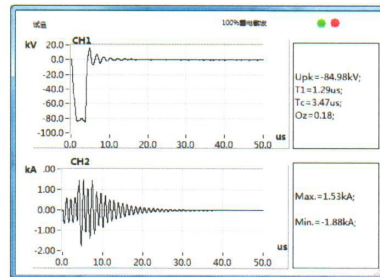 试品
100%雷电截波
kV
CH1
20.0
0.0
-20.0
-40.0
-60.0
-80.0
-100.0
0.0 10.0 20.0 30.0 40.0 50.0
us
Upk=-84.98kV;
T1=1.29us;
Tc=3.47us;
Oz=0.18;
kA
CH2
.00
1.00
0.00
-1.00
-2.00
0.0 10.0 20.0 30.0 40.0 50.0
us
Max.=1.53kA;
Min.=-1.88kA;